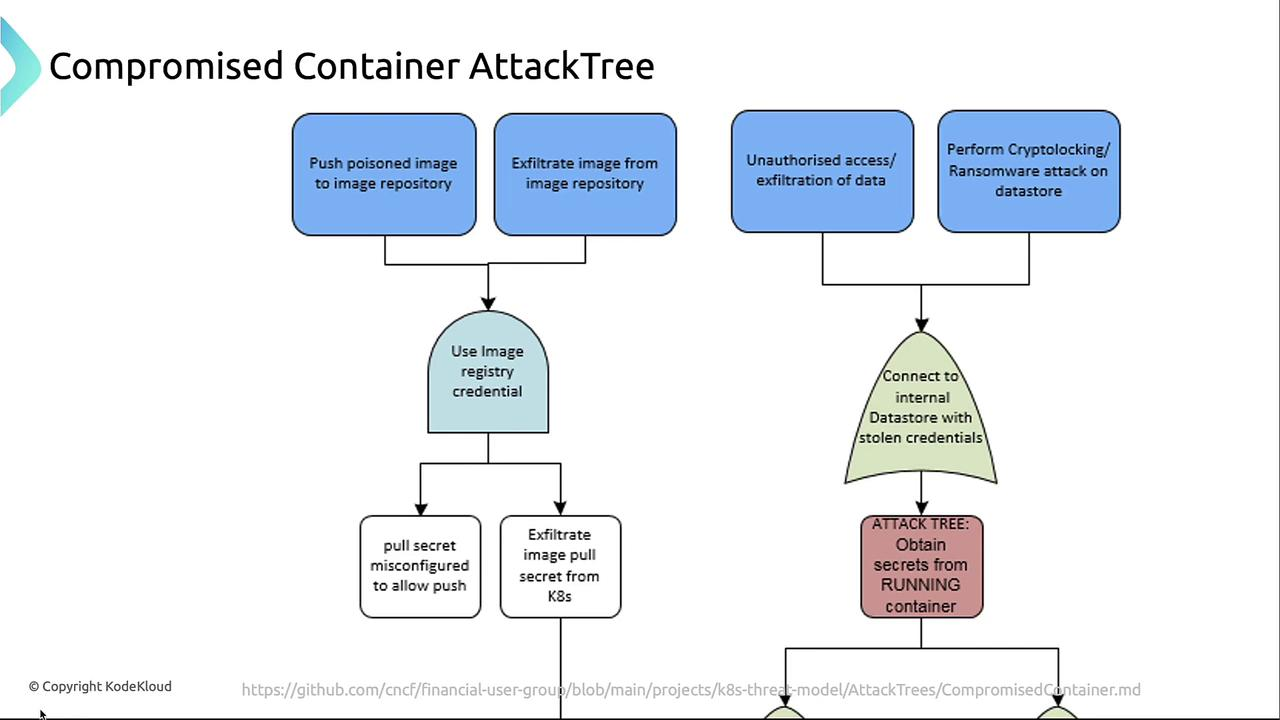 Compromised Container AttackTree
Push poisoned image
to image repository
Exfiltrate image from
image repository
Unauthorised access/
exfiltration of data
Perform Cryptolocking/
Ransomware attack on
datastore
Use Image
registry
credential
Connect to
internal
Datastore with
stolen credentials
pull secret
misconfigured
to allow push
Exfiltrate
image pull
secret from
K8s
ATTACK TREE:
Obtain
secrets from
RUNNING
container
© Copyright KodeKloud
https://github.com/cncf/financial-user-group/blob/main/projects/k8s-threat-model/AttackTrees/CompromisedContainer.md